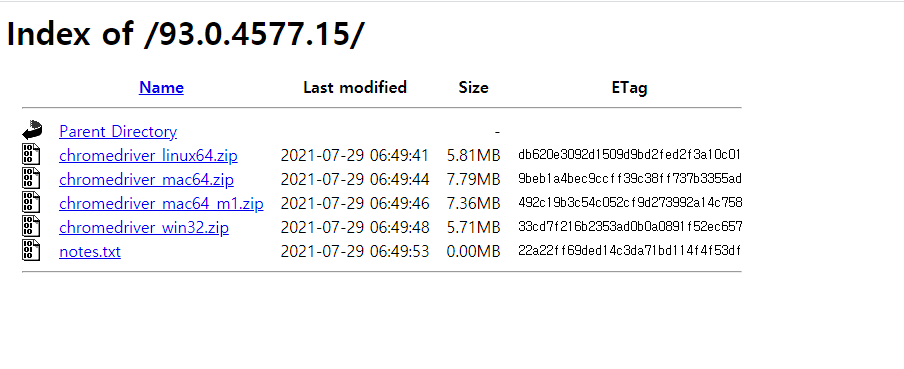 Index of /93.0.4577.15/
Name Last modified Size ETag
Parent Directory -
chromedriver_linux64.zip 2021-07-29 06:49:41 5.81MB db620e3092d1509d9bd2fed2f3a10c01
chromedriver_mac64.zip 2021-07-29 06:49:44 7.79MB 9beb1a4bec9ccff39c38ff737b3355ad
chromedriver_mac64_m1.zip 2021-07-29 06:49:46 7.36MB 492c19b3c54c052cf9d273992a14c758
chromedriver_win32.zip 2021-07-29 06:49:48 5.71MB 33cd7f216b2353ad0b0a0891f52ec657
notes.txt 2021-07-29 06:49:53 0.00MB 22a22ff69ded14c3da71bd114f4f53df